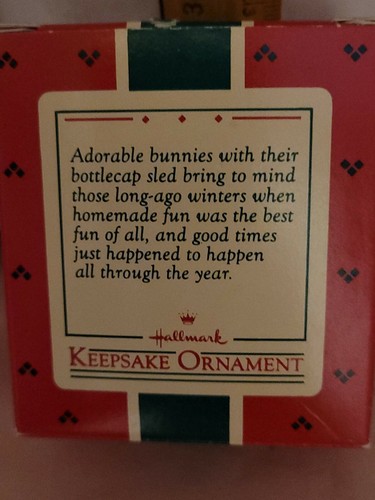 3
Adorable bunnies with their
bottlecap sled bring to mind
those long-ago winters when
homemade fun was the best
fun of all, and good times
just happened to happen
all through the year.
Hallmark
KEEPSAKE ORNAMENT